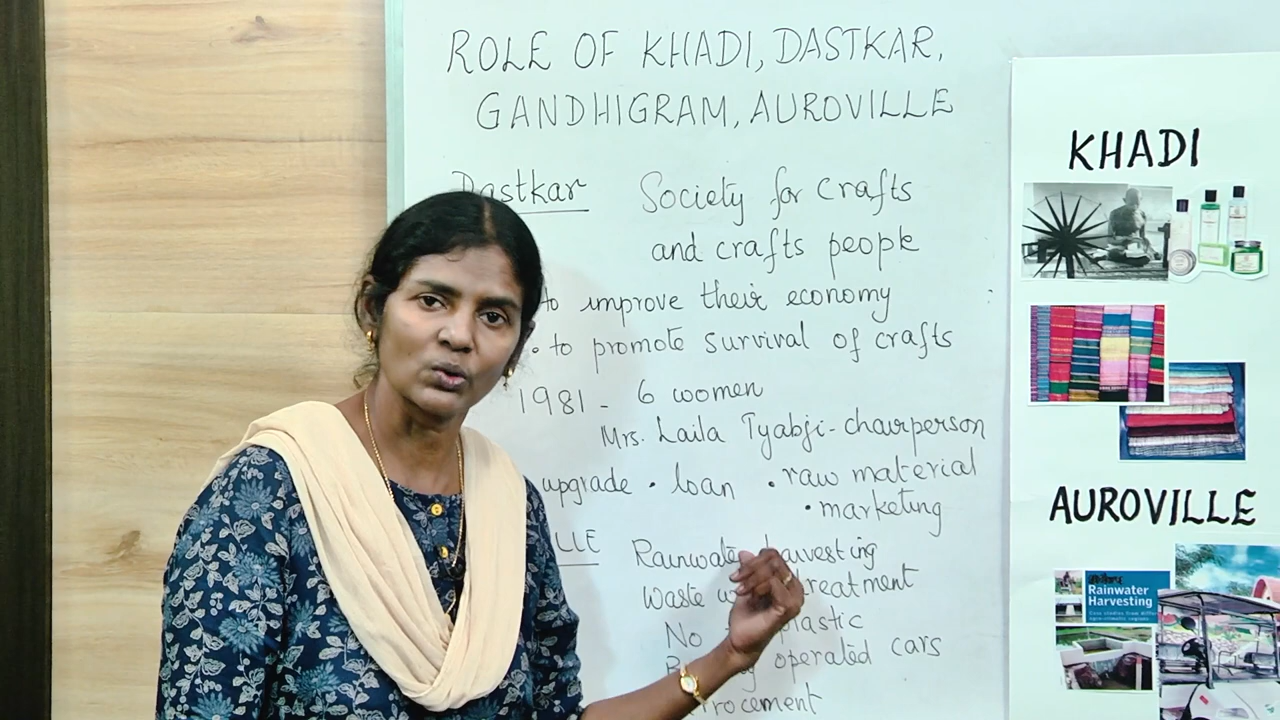 ROLE OF KHADI, DASTKAR,
GANDHIGRAM, AUROVILLE
Dastkar Society for crafts
and crafts people
to improve their economy
• to promote survival of crafts
1981 - 6 women
Mrs. Laila Tyabji - chairperson
upgrade • loan • raw material
• marketing
Rainwater harvesting
Waste treatment
No plastic
operated cars
KHADI
AUROVILLE
Rainwater
Harvesting